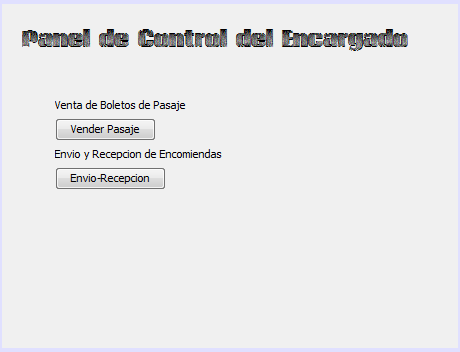 Panel de Control del Encargado
Venta de Boletos de Pasaje
Vender Pasaje
Envio y Recepcion de Encomiendas
Envio-Recepcion